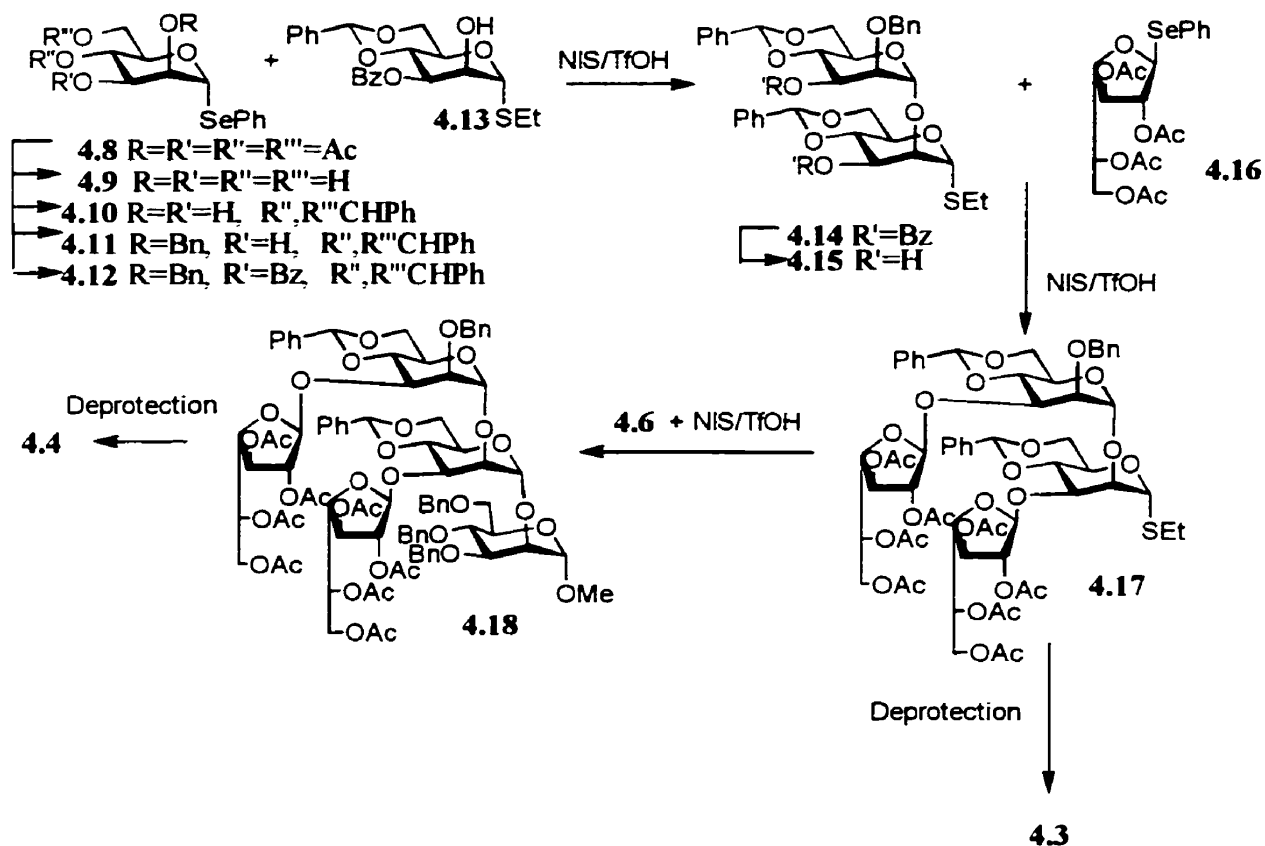 R'''O
OR
R''O
R'O
O
SePh
+
Ph
O
O
OH
O
BzO
4.13
SEt
NIS/TfOH
4.8 R=R'=R''=R'''=Ac
4.9 R=R'=R''=R'''=H
4.10 R=R'=H, R'',R'''CHPh
4.11 R=Bn, R'=H, R'',R'''CHPh
4.12 R=Bn, R'=Bz, R'',R'''CHPh
Ph
O
O
OBn
O
'RO
O
Ph
O
O
O
'RO
SEt
4.14 R'=Bz
4.15 R'=H
+
SePh
O
OAc
OAc
OAc
OAc
4.16
NIS/TfOH
Ph
O
O
OBn
O
O
O
O
OAc
Ph
O
O
O
O
OAc
OAc
OAc
O
OAc
SEt
OAc
OAc
OAc
4.17
4.6 + NIS/TfOH
Ph
O
O
OBn
O
O
O
O
OAc
Ph
O
O
O
O
OAc
OAc
OAc
O
OAc
O
BnO
BnO
BnO
O
OMe
OAc
OAc
OAc
4.18
Deprotection
4.4
Deprotection
4.3